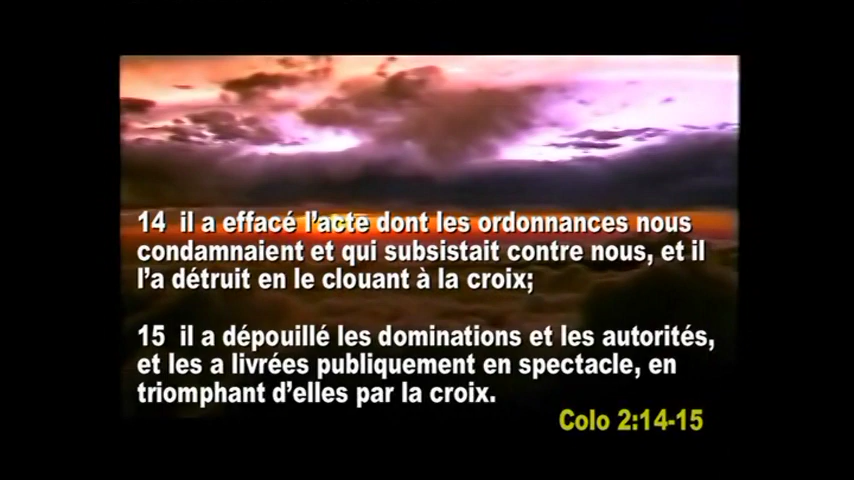 14 il a effacé l'acte dont les ordonnances nous
condamnaient et qui subsistait contre nous, et il
l'a détruit en le clouant à la croix;
15 il a dépouillé les dominations et les autorités,
et les a livrées publiquement en spectacle, en
triomphant d'elles par la croix.
Colo 2:14-15